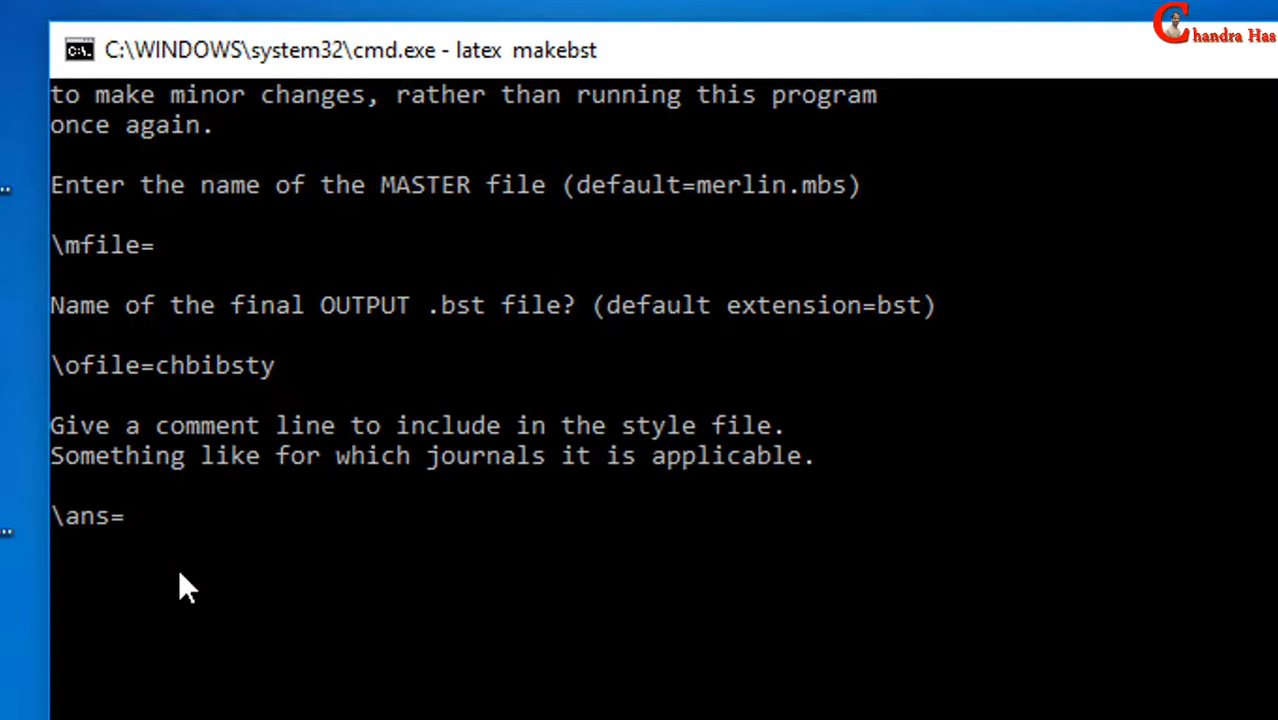 Chandra Has
C:\WINDOWS\system32\cmd.exe - latex  makebst
to make minor changes, rather than running this program
once again.
Enter the name of the MASTER file (default=merlin.mbs)
\mfile=
Name of the final OUTPUT .bst file? (default extension=bst)
\ofile=chbibsty
Give a comment line to include in the style file.
Something like for which journals it is applicable.
\ans=